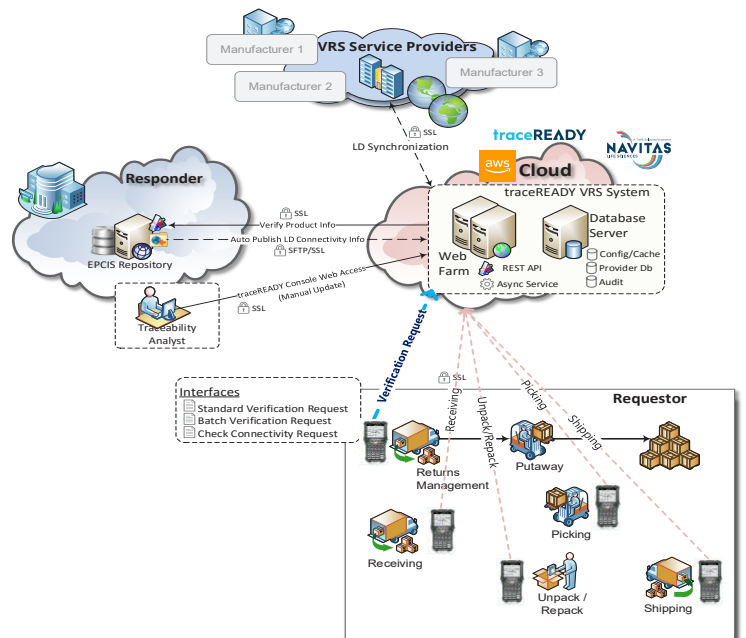 Manufacturer 1
VRS Service Providers
Manufacturer 2
Manufacturer 3
SSL
LD Synchronization
traceREADY
NAVITAS
LIFE SCIENCES
aws
Cloud
Responder
traceREADY VRS System
SSL
Verify Product Info
Auto Publish LD Connectivity Info
SFTP/SSL
EPCIS Repository
Web
Farm
REST API
Async Service
Database
Server
Config/Cache
Provider Db
Audit
traceREADY Console Web Access
(Manual Update)
SSL
Traceability
Analyst
Verification Request
SSL
Receiving
Unpack/Repack
Picking
Shipping
Interfaces
Standard Verification Request
Batch Verification Request
Check Connectivity Request
Requestor
Returns
Management
Putaway
Picking
Receiving
Unpack /
Repack
Shipping